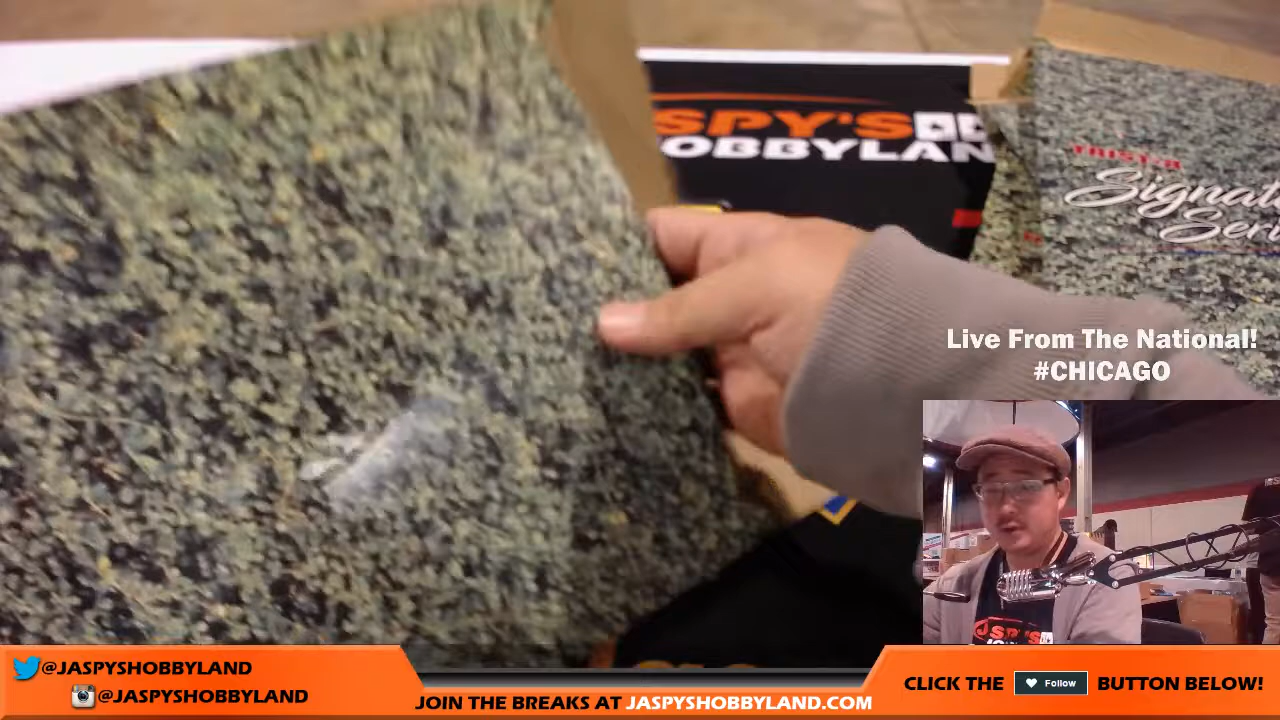 SPY'S
OBBYLAN
TRISTAR
Signat
Seri
Live From The National!
#CHICAGO
@JASPYSHOBBYLAND
@JASPYSHOBBYLAND
JOIN THE BREAKS AT JASPYSHOBBYLAND.COM
CLICK THE Follow BUTTON BELOW!